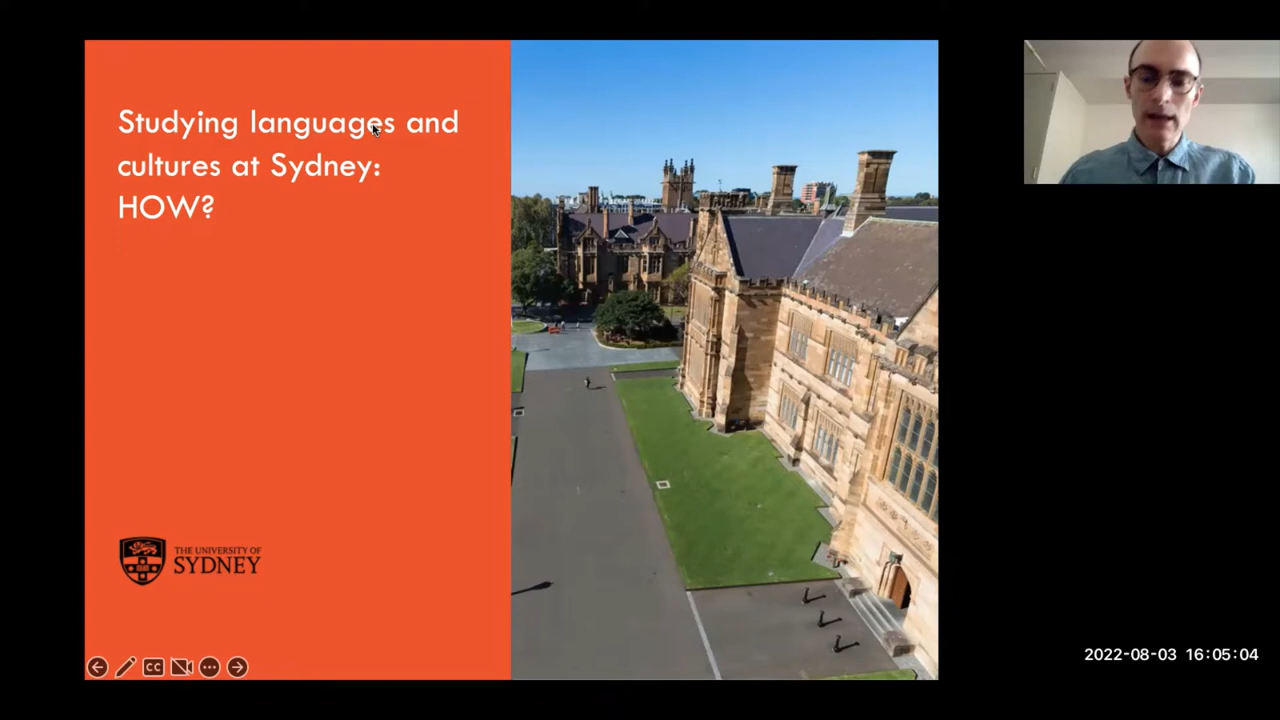 Studying languages and
cultures at Sydney:
HOW?
THE UNIVERSITY OF
SYDNEY
CC
2022-08-03 16:05:04